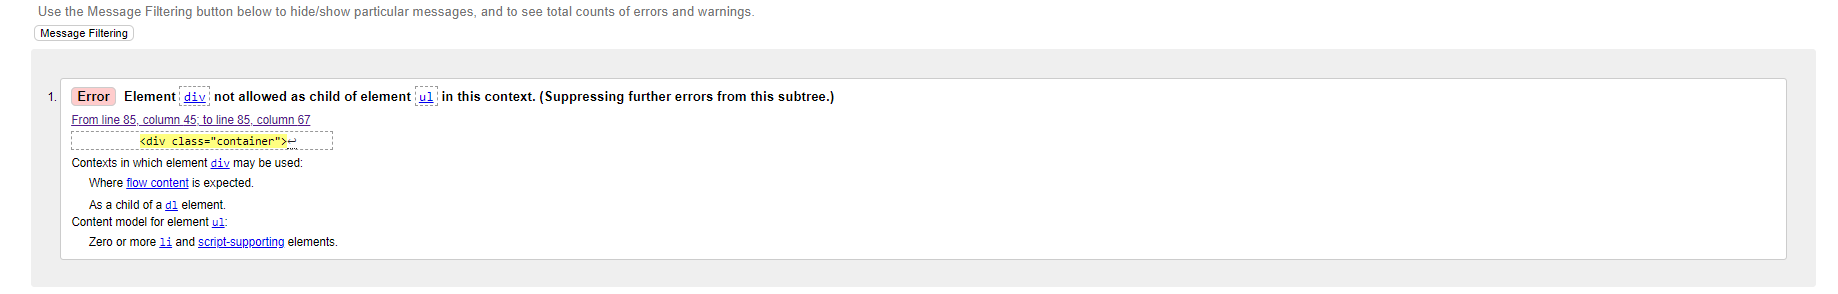 Use the Message Filtering button below to hide/show particular messages, and to see total counts of errors and warnings.
Message Filtering
1. Error Element div not allowed as child of element ul in this context. (Suppressing further errors from this subtree.)
From line 85, column 45; to line 85, column 67
<div class="container">↩
Contexts in which element div may be used:
Where flow content is expected.
As a child of a dl element.
Content model for element ul:
Zero or more li and script-supporting elements.